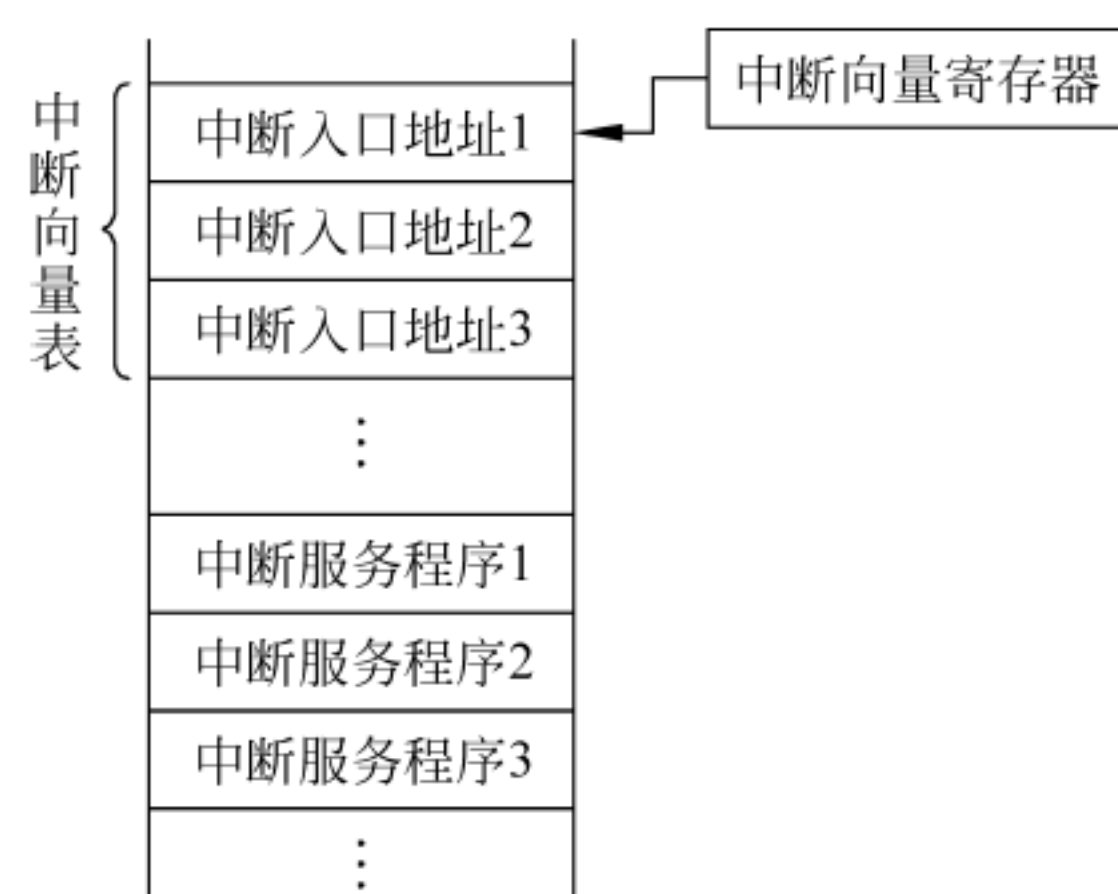 中断向量寄存器
中断向量表
中断入口地址1
中断入口地址2
中断入口地址3
⋮
中断服务程序1
中断服务程序2
中断服务程序3
⋮